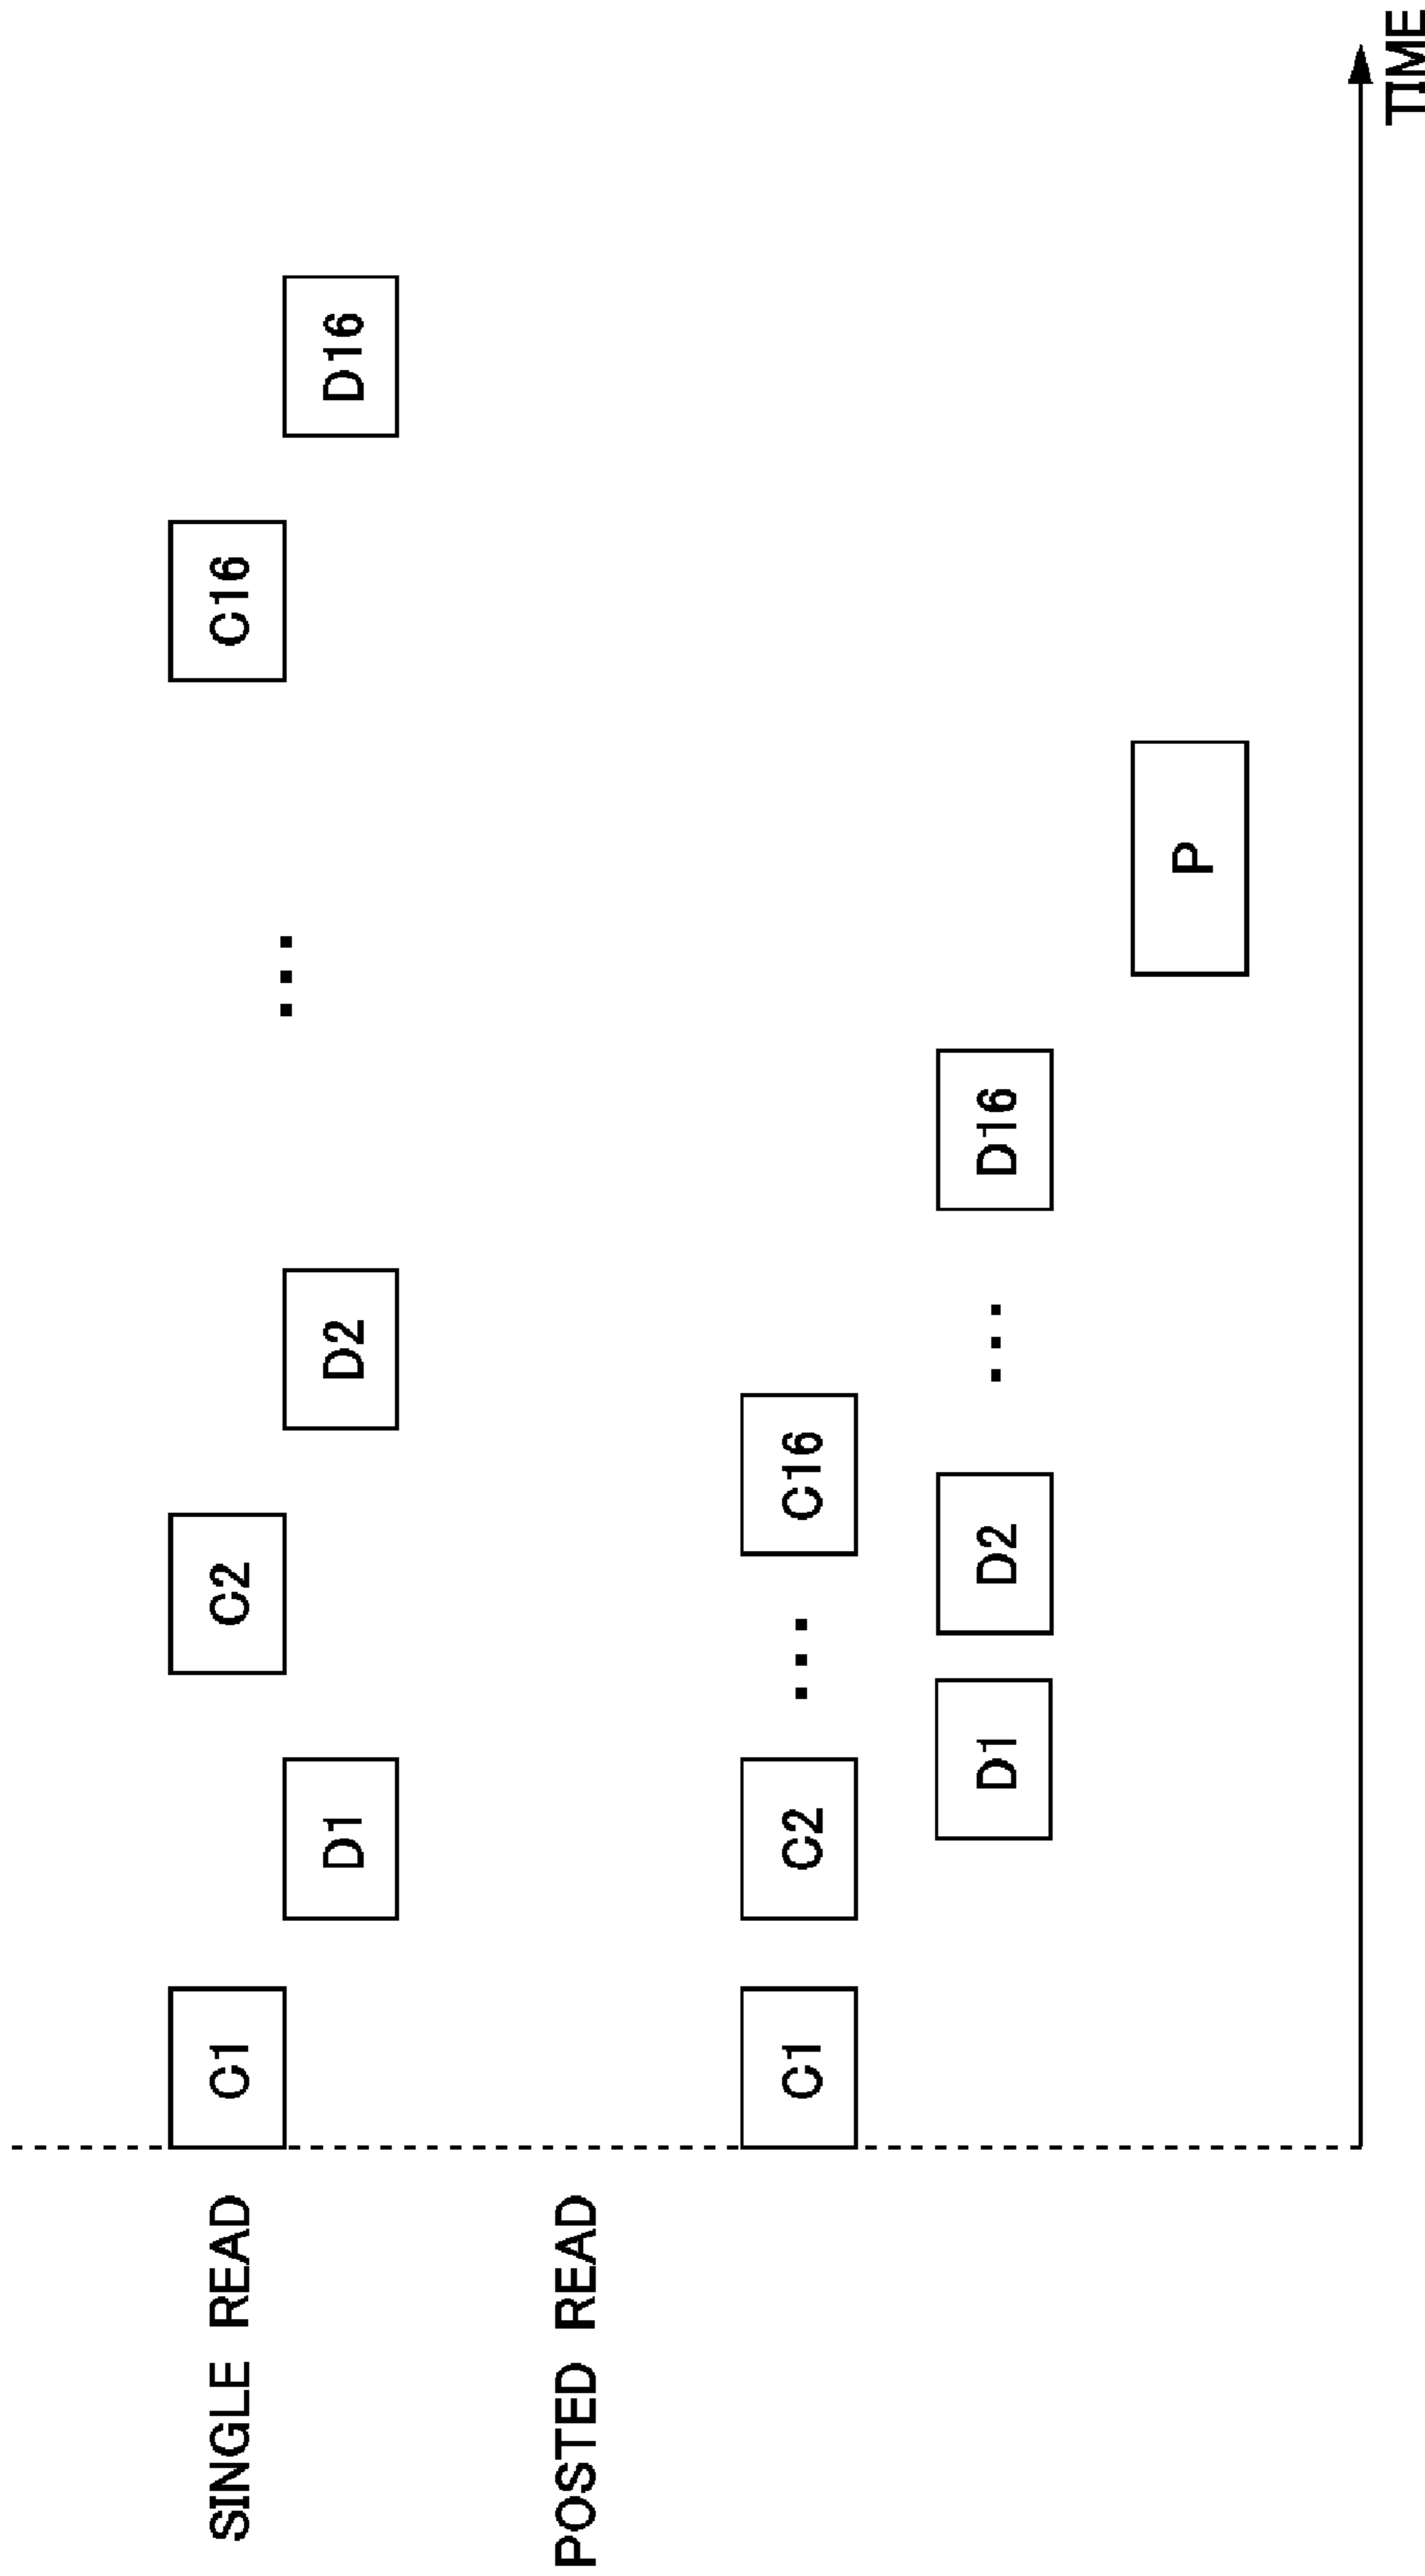 SINGLE READ
C1 C2 C16
D1 D2 ... D16
POSTED READ
C1 C2 ... C16
D1 D2 ... D16
P
TIME